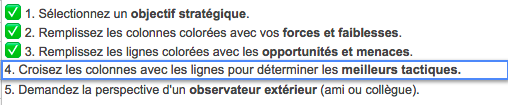 ✅ 1. Sélectionnez un objectif stratégique.
✅ 2. Remplissez les colonnes colorées avec vos forces et faiblesses.
✅ 3. Remplissez les lignes colorées avec les opportunités et menaces.
4. Croisez les colonnes avec les lignes pour déterminer les meilleurs tactiques.
5. Demandez la perspective d'un observateur extérieur (ami ou collègue).